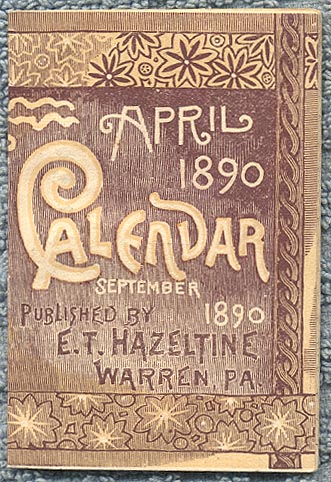 APRIL
1890
CALENDAR
SEPTEMBER
1890
PUBLISHED BY
E.T. HAZELTINE
WARREN, PA.